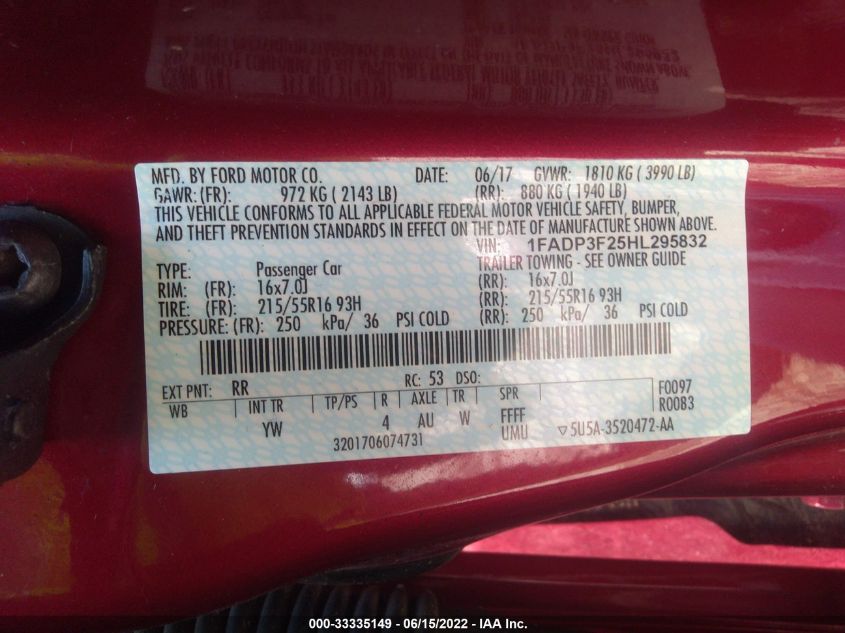 MFD. BY FORD MOTOR CO. DATE: 06/17 GVWR: 1810 KG ( 3990 LB)
GAWR: (FR): 972 KG ( 2143 LB) (RR): 880 KG ( 1940 LB)
THIS VEHICLE CONFORMS TO ALL APPLICABLE FEDERAL MOTOR VEHICLE SAFETY, BUMPER,
AND THEFT PREVENTION STANDARDS IN EFFECT ON THE DATE OF MANUFACTURE SHOWN ABOVE.
VIN: 1FADP3F25HL295832
TYPE: Passenger Car TRAILER TOWING - SEE OWNER GUIDE
RIM: (FR): 16x7.0J (RR): 16x7.0J
TIRE: (FR): 215/55R16 93H (RR): 215/55R16 93H
PRESSURE: (FR): 250 kPa/ 36 PSI COLD (RR): 250 kPa/ 36 PSI COLD
EXT PNT: RR RC: 53 DSO:
WB INT TR TP/PS R AXLE TR SPR F0097
R0083
YW 4 AU W FFFF
UMU
3201706074731 ▽5U5A-3520472-AA
000-33335149 - 06/15/2022 - IAA Inc.